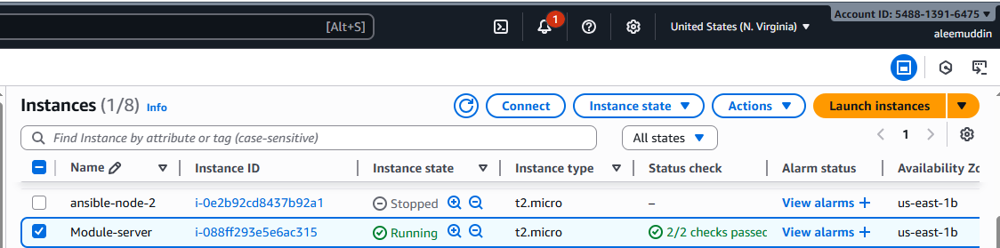 [Alt+S] 1 United States (N. Virginia) ▼ Account ID: 5488-1391-6475 ▼
aleemuddin
Instances (1/8) Info Connect Instance state ▼ Actions ▼ Launch instances ▼
Find Instance by attribute or tag (case-sensitive) All states ▼ 1
Name Instance ID Instance state Instance type Status check Alarm status Availability Zo
ansible-node-2 i-0e2b92cd8437b92a1 Stopped t2.micro – View alarms + us-east-1b
Module-server i-088ff293e5e6ac315 Running t2.micro 2/2 checks passec View alarms + us-east-1b